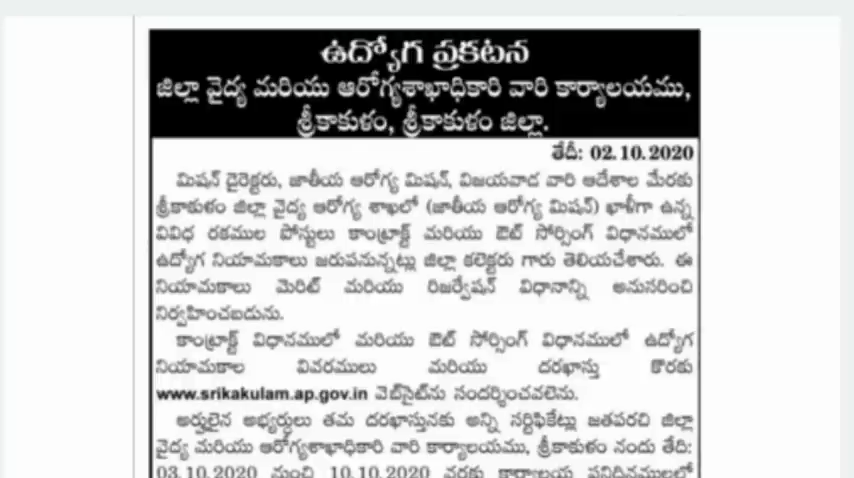 ఉద్యోగ ప్రకటన
జిల్లా వైద్య మరియు ఆరోగ్యశాఖాధికారి వారి కార్యాలయము,
శ్రీకాకుళం, శ్రీకాకుళం జిల్లా.
తేదీ: 02.10.2020
మిషన్ డైరెక్టరు, జాతీయ ఆరోగ్య మిషన్, విజయవాడ వారి ఆదేశాల మేరకు
శ్రీకాకుళం జిల్లా వైద్య ఆరోగ్య శాఖలో (జాతీయ ఆరోగ్య మిషన్) ఖాళీగా ఉన్న
వివిధ రకముల పోస్టులు కాంట్రాక్ట్ మరియు ఔట్ సోర్సింగ్ విధానములో
ఉద్యోగ నియామకాలు జరుపనున్నట్లు జిల్లా కలెక్టరు గారు తెలియచేశారు. ఈ
నియామకాలు మెరిట్ మరియు రిజర్వేషన్ విధానాన్ని అనుసరించి
నిర్వహించబడును.
కాంట్రాక్ట్ విధానములో మరియు ఔట్ సోర్సింగ్ విధానములో ఉద్యోగ
నియామకాల వివరములు మరియు దరఖాస్తు కొరకు
www.srikakulam.ap.gov.in వెబ్‌సైట్‌ను సందర్శించవలెను.
అర్హులైన అభ్యర్థులు తమ దరఖాస్తునకు అన్ని సర్టిఫికేట్లు జతపరచి జిల్లా
వైద్య మరియు ఆరోగ్యశాఖాధికారి వారి కార్యాలయము, శ్రీకాకుళం నందు తేది:
03.10.2020 నుంచి 10.10.2020 వరకు కార్యాలయ పనిదినములలో